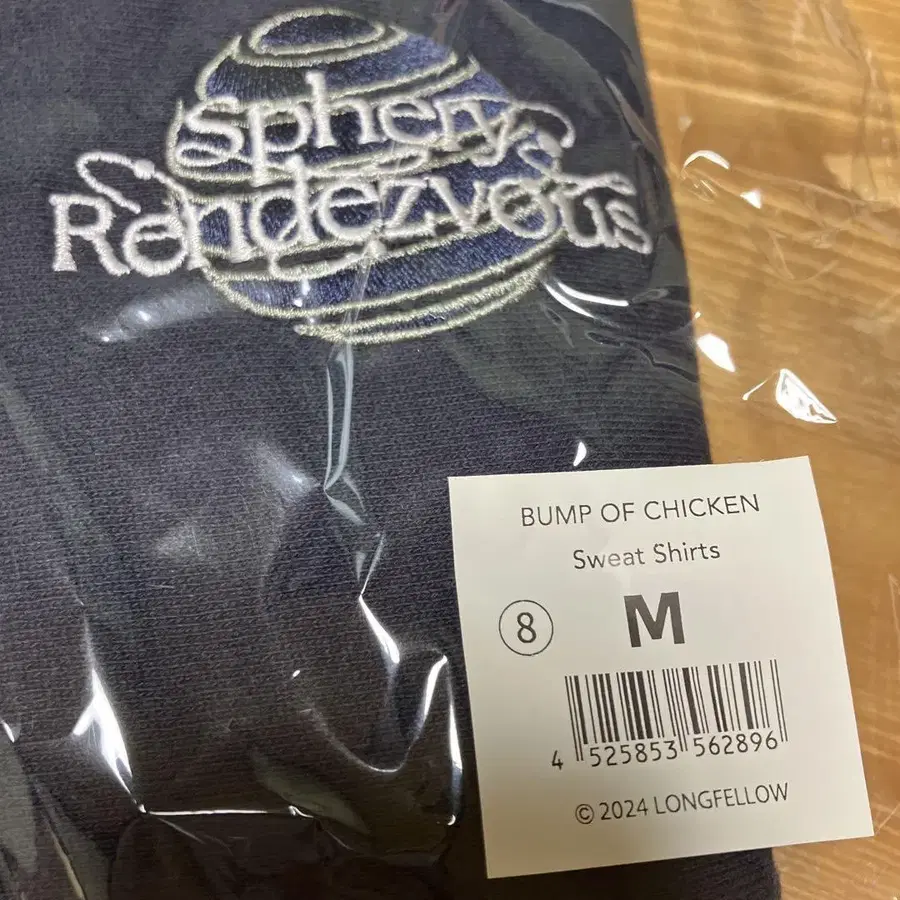 Sphery
Rendezvous
BUMP OF CHICKEN
Sweat Shirts
8
M
4 525853 562896
© 2024 LONGFELLOW